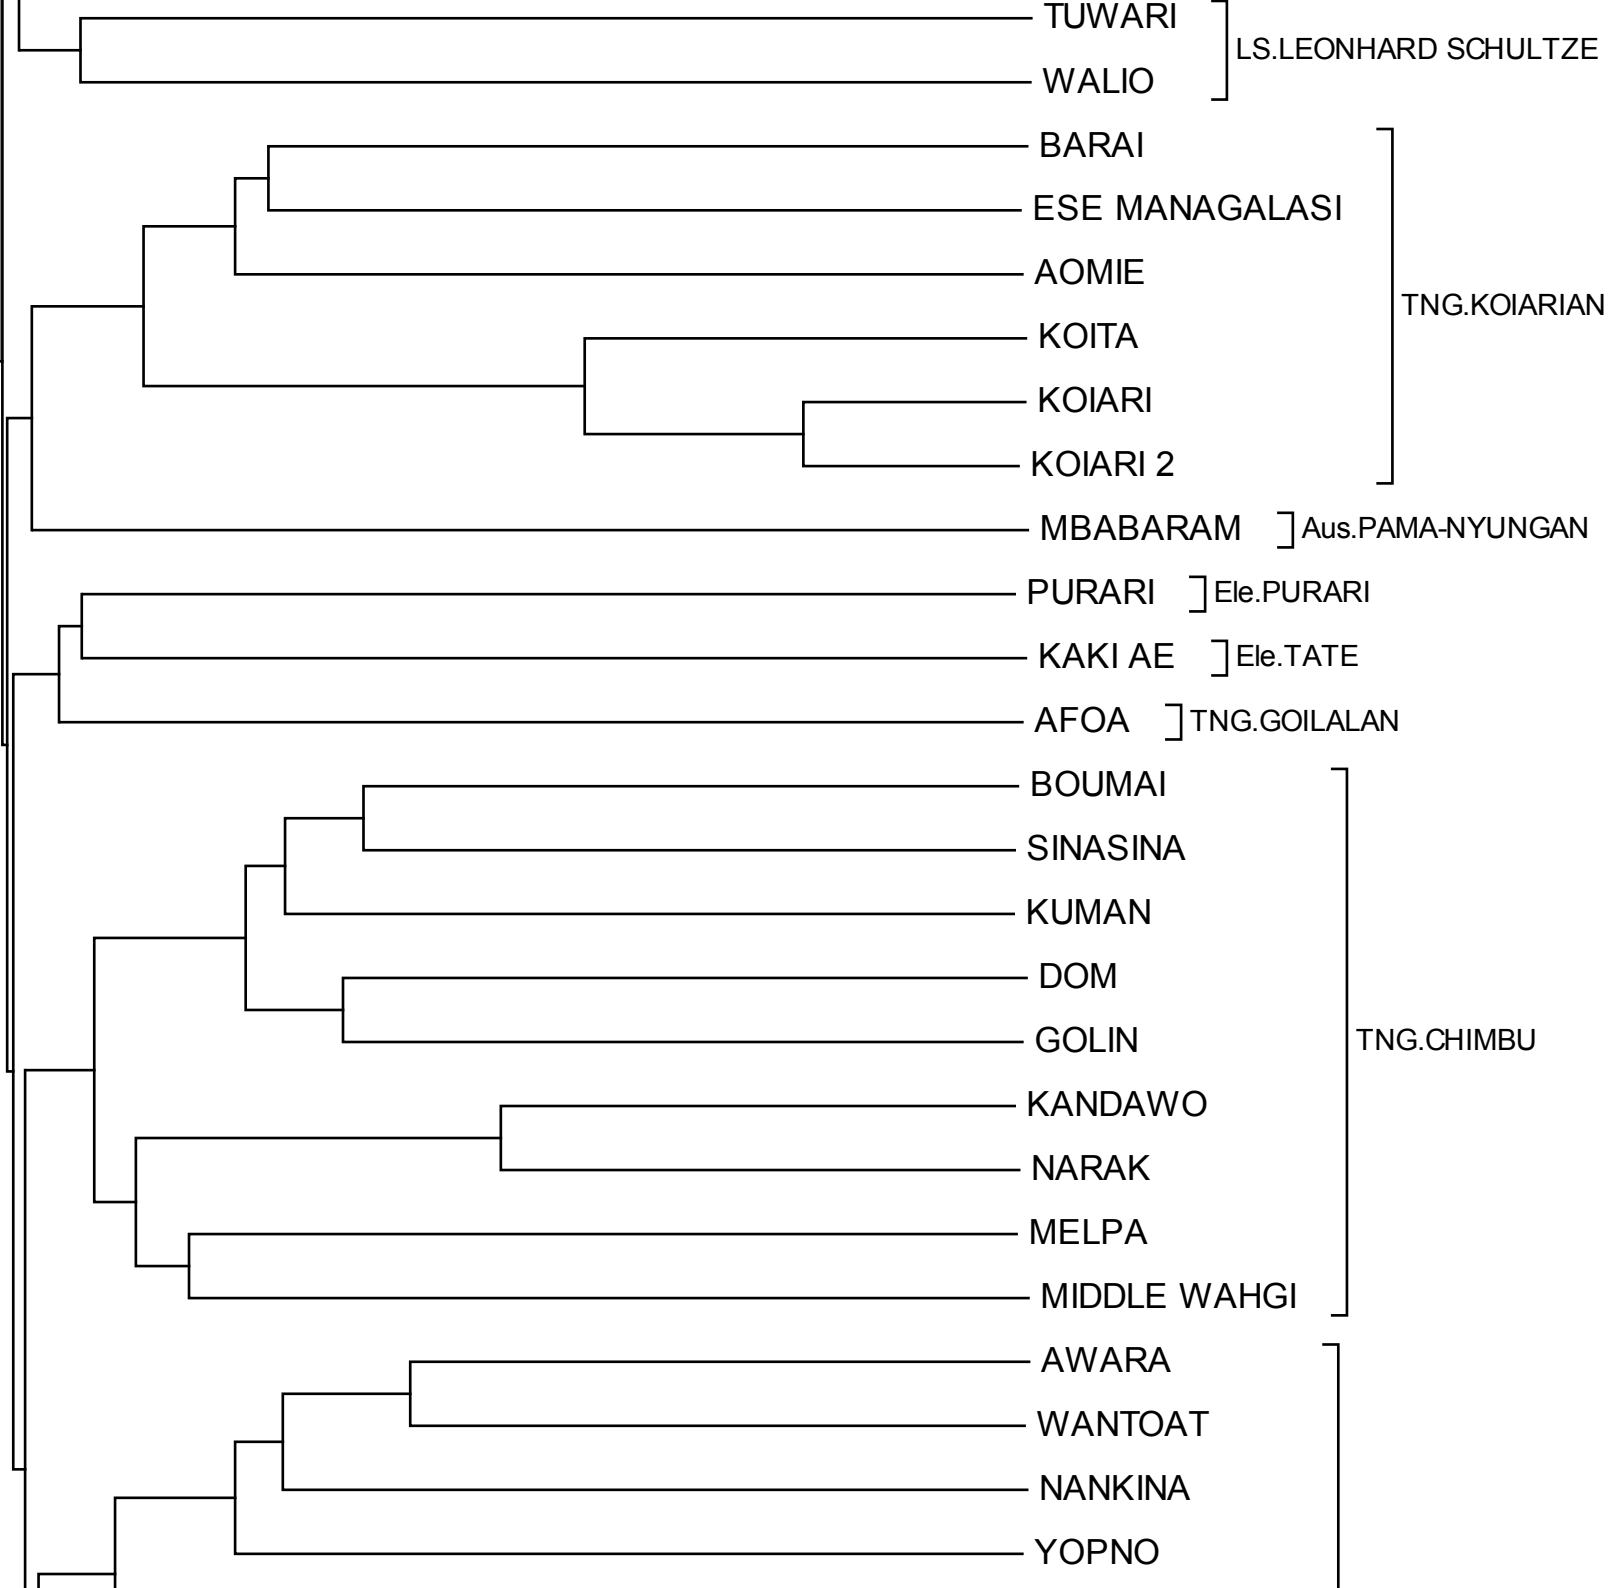 TUWARI
LS.LEONHARD SCHULTZE
WALIO
BARAI
ESE MANAGALASI
AOMIE
TNG.KOIARIAN
KOITA
KOIARI
KOIARI 2
MBABARAM
Aus.PAMA-NYUNGAN
PURARI
Ele.PURARI
KAKI AE
Ele.TATE
AFOA
TNG.GOILALAN
BOUMAI
SINASINA
KUMAN
DOM
GOLIN
TNG.CHIMBU
KANDAWO
NARAK
MELPA
MIDDLE WAHGI
AWARA
WANTOAT
NANKINA
YOPNO